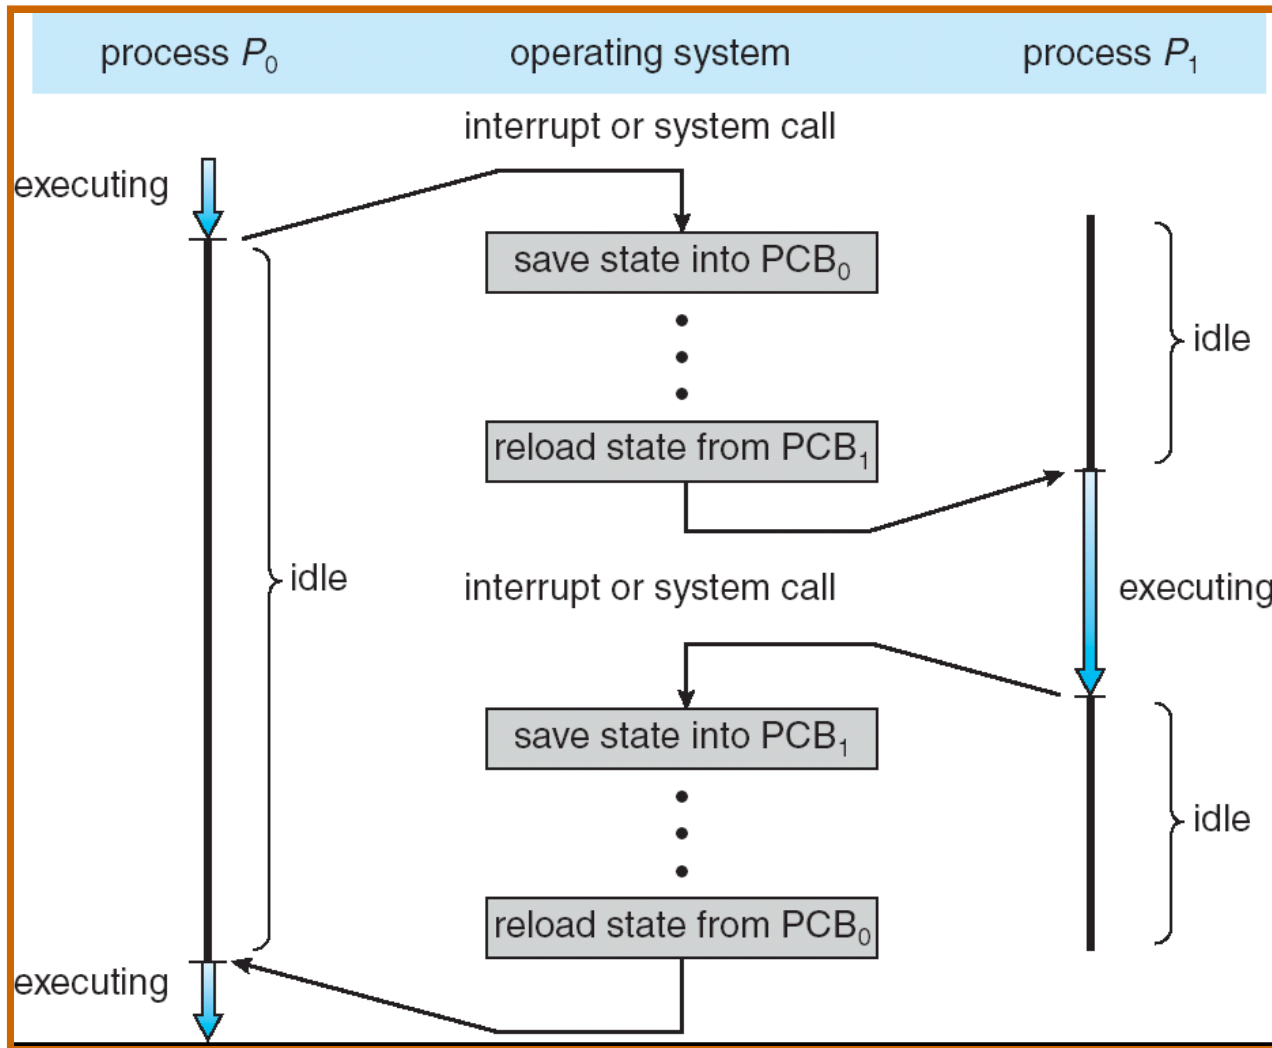 process P₀ operating system process P₁
interrupt or system call
executing
save state into PCB₀
idle
reload state from PCB₁
idle
interrupt or system call
executing
save state into PCB₁
idle
reload state from PCB₀
executing